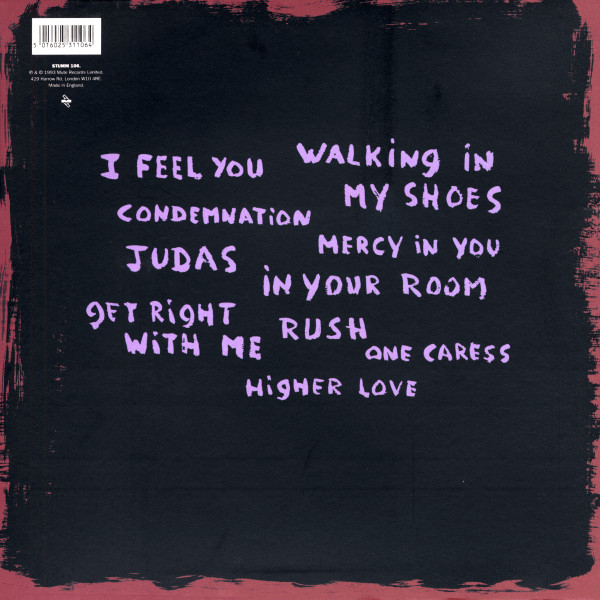 5 016025 311064
STUMM 106.
℗ & © 1993 Mute Records Limited.
429 Harrow Rd, London W10 4RE.
Made in England.
I FEEL YOU
WALKiNg iN
MY SHOES
CONDEMNATiON
MERCY iN YOU
JUDAS
iN YOUR ROOM
gET RigHT
WiTH ME
RUSH
ONE CARESS
HigHER LOVE